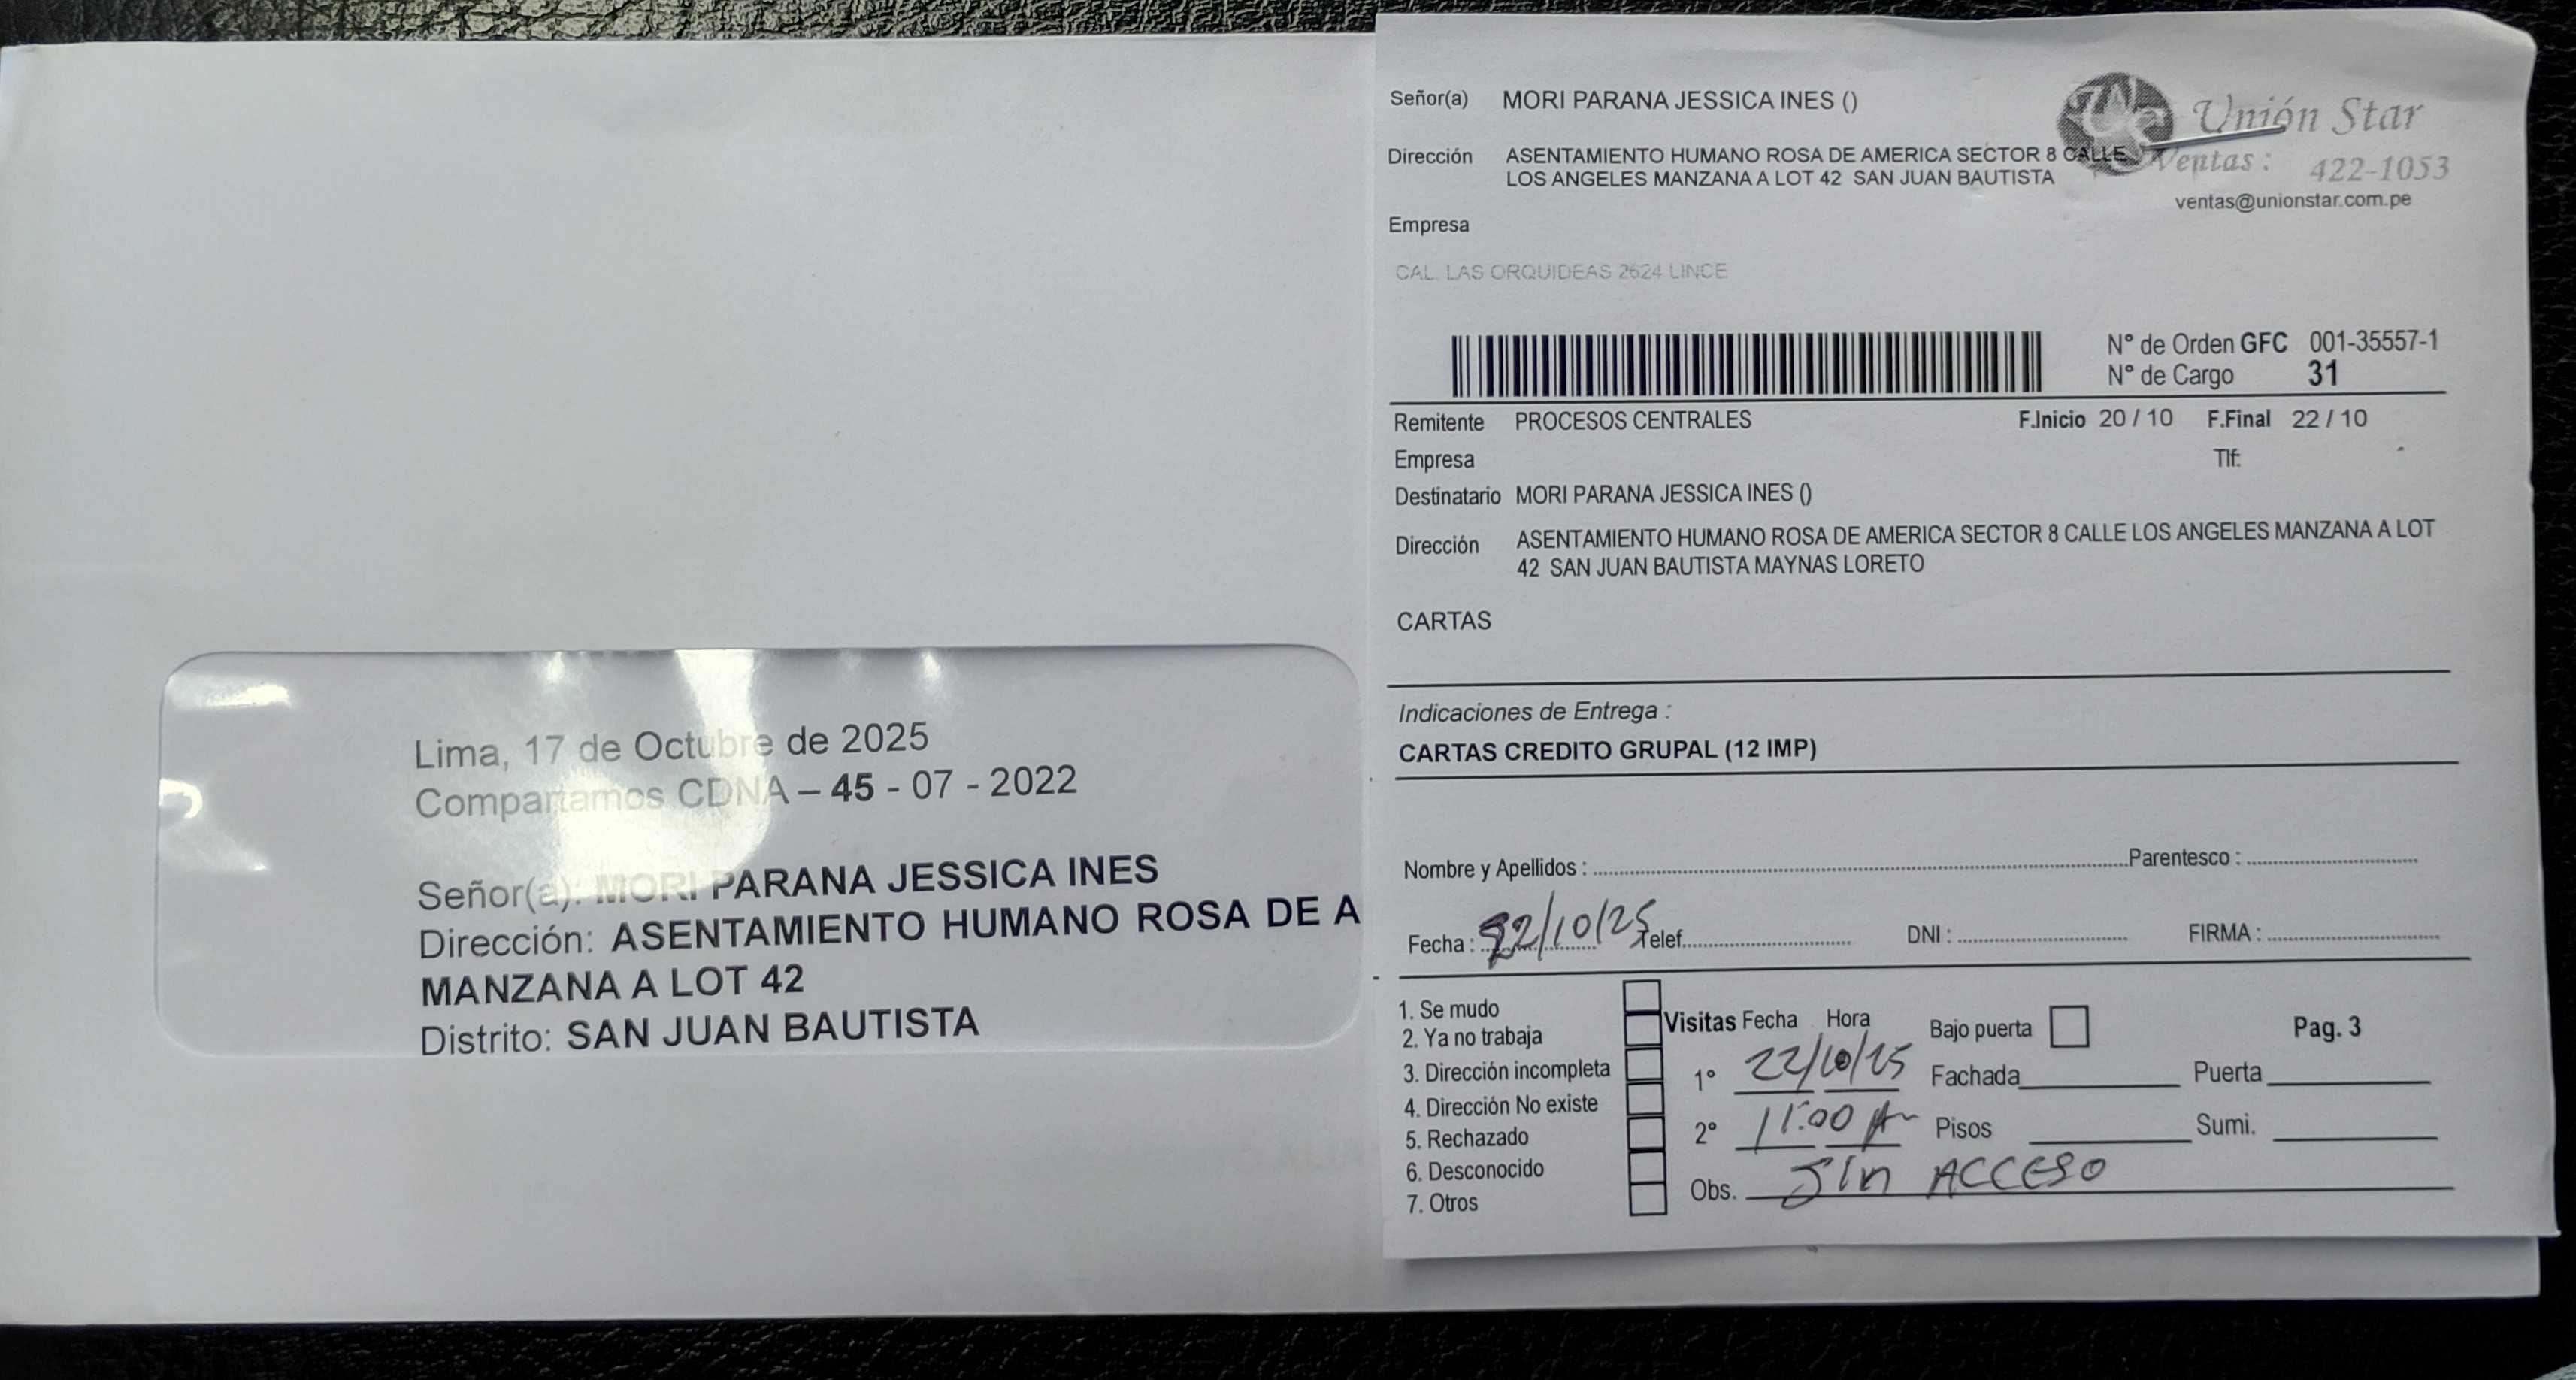 Lima, 17 de Octubre de 2025
Compartamos CDNA – 45 - 07 - 2022
Señor(a): MORI PARANA JESSICA INES
Dirección: ASENTAMIENTO HUMANO ROSA DE A
MANZANA A LOT 42
Distrito: SAN JUAN BAUTISTA
Señor(a) MORI PARANA JESSICA INES ()
Unión Star
Dirección ASENTAMIENTO HUMANO ROSA DE AMERICA SECTOR 8 CALLE
LOS ANGELES MANZANA A LOT 42 SAN JUAN BAUTISTA
Ventas : 422-1053
ventas@unionstar.com.pe
Empresa
CAL. LAS ORQUIDEAS 2624 LINCE
N° de Orden GFC 001-35557-1
N° de Cargo 31
Remitente PROCESOS CENTRALES F.Inicio 20 / 10 F.Final 22 / 10
Empresa Tlf:
Destinatario MORI PARANA JESSICA INES ()
Dirección ASENTAMIENTO HUMANO ROSA DE AMERICA SECTOR 8 CALLE LOS ANGELES MANZANA A LOT
42 SAN JUAN BAUTISTA MAYNAS LORETO
CARTAS
Indicaciones de Entrega :
CARTAS CREDITO GRUPAL (12 IMP)
Nombre y Apellidos : Parentesco :
Fecha : 22/10/25 Telef. DNI : FIRMA :
1. Se mudo
2. Ya no trabaja
3. Dirección incompleta
4. Dirección No existe
5. Rechazado
6. Desconocido
7. Otros
Visitas Fecha Hora Bajo puerta Pag. 3
1° 22/10/25 Fachada Puerta
2° 11:00 A Pisos Sumi.
Obs. Sin ACCESO